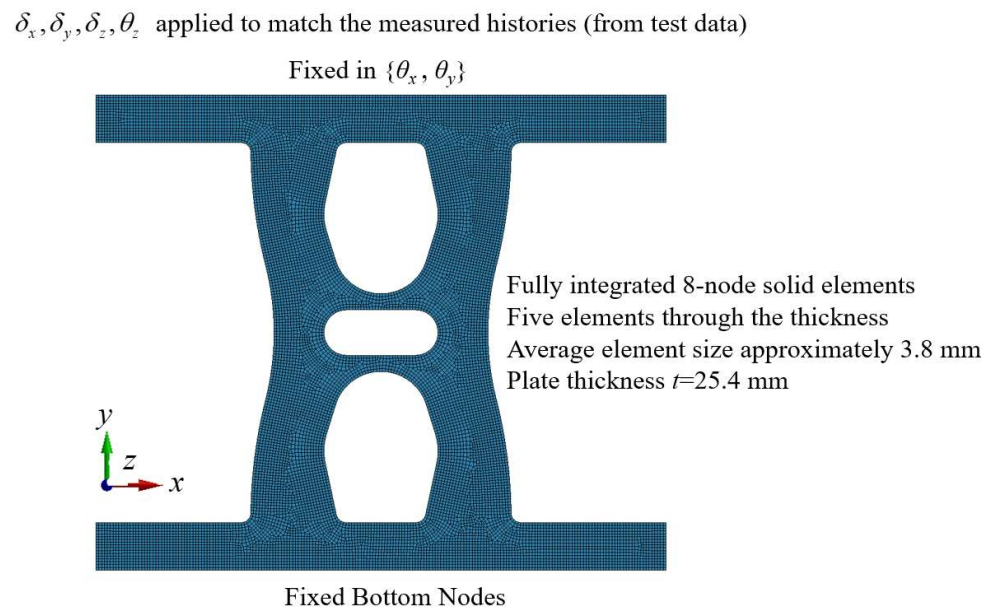 δx, δy, δz, θz applied to match the measured histories (from test data)
Fixed in {θx, θy}
Fully integrated 8-node solid elements
Five elements through the thickness
Average element size approximately 3.8 mm
Plate thickness t=25.4 mm
y
z
x
Fixed Bottom Nodes